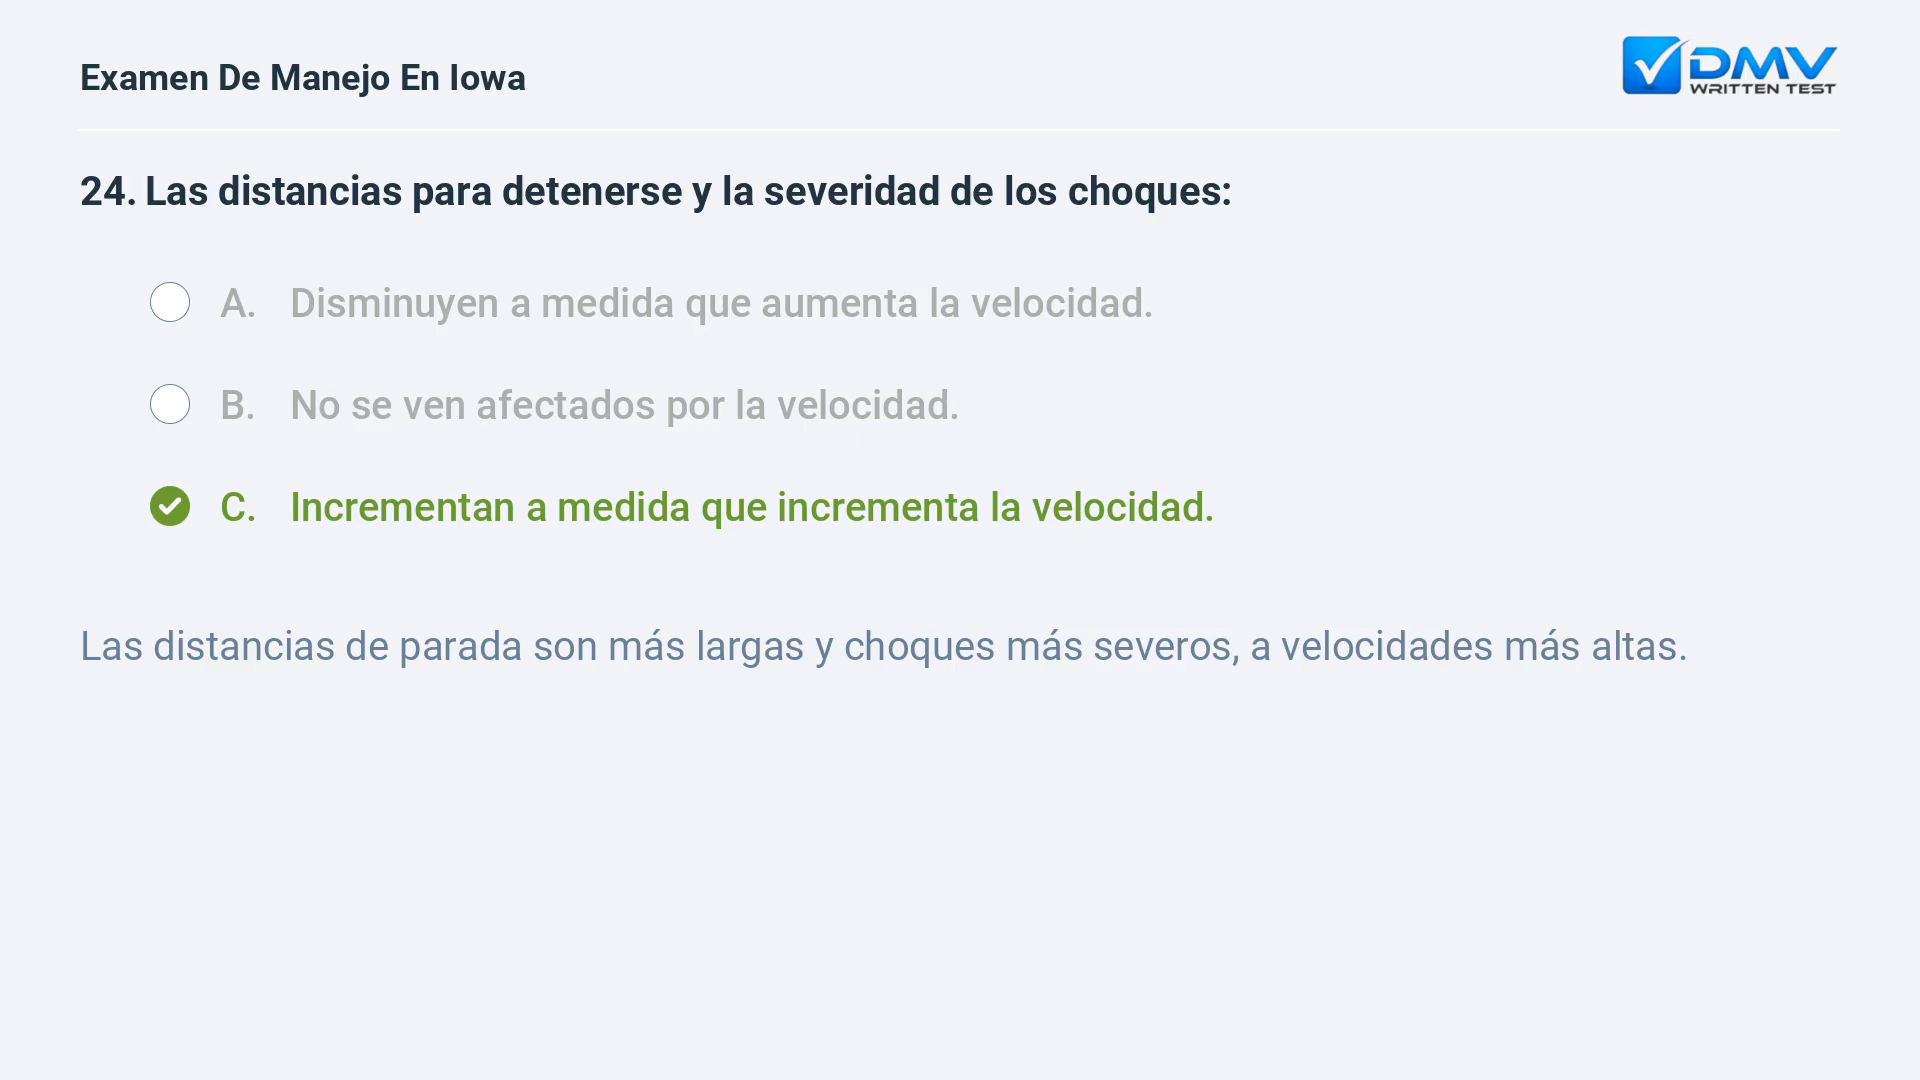 Examen De Manejo En Iowa
DMV
WRITTEN TEST
24. Las distancias para detenerse y la severidad de los choques:
A. Disminuyen a medida que aumenta la velocidad.
B. No se ven afectados por la velocidad.
C. Incrementan a medida que incrementa la velocidad.
Las distancias de parada son más largas y choques más severos, a velocidades más altas.